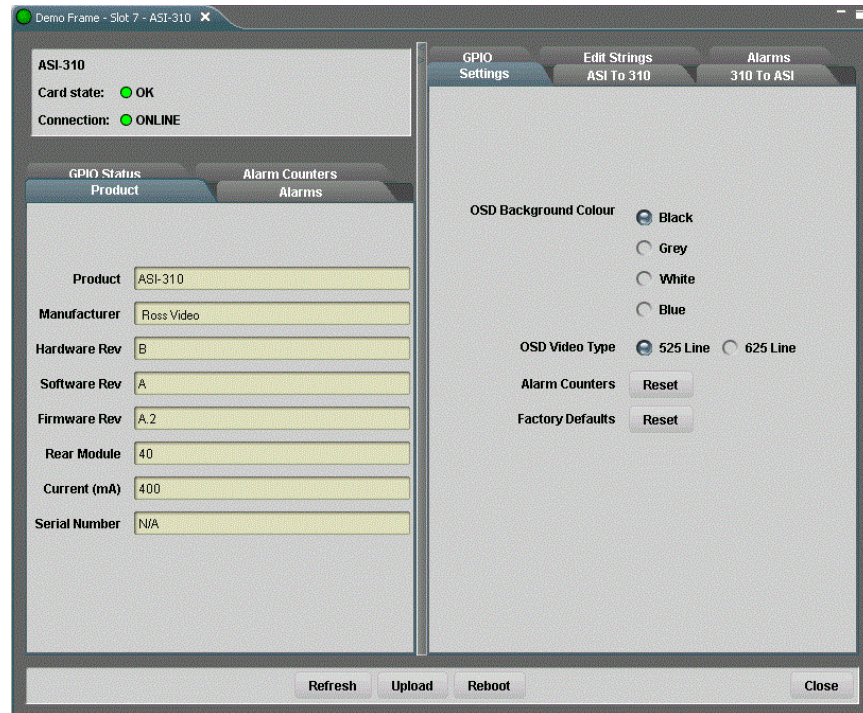 Demo Frame - Slot 7 - ASI-310
ASI-310
Card state: OK
Connection: ONLINE
GPIO Status Alarm Counters
Product Alarms
Product ASI-310
Manufacturer Ross Video
Hardware Rev B
Software Rev A
Firmware Rev A.2
Rear Module 40
Current (mA) 400
Serial Number N/A
GPIO Edit Strings Alarms
Settings ASI To 310 310 To ASI
OSD Background Colour Black
Grey
White
Blue
OSD Video Type 525 Line 625 Line
Alarm Counters Reset
Factory Defaults Reset
Refresh Upload Reboot Close